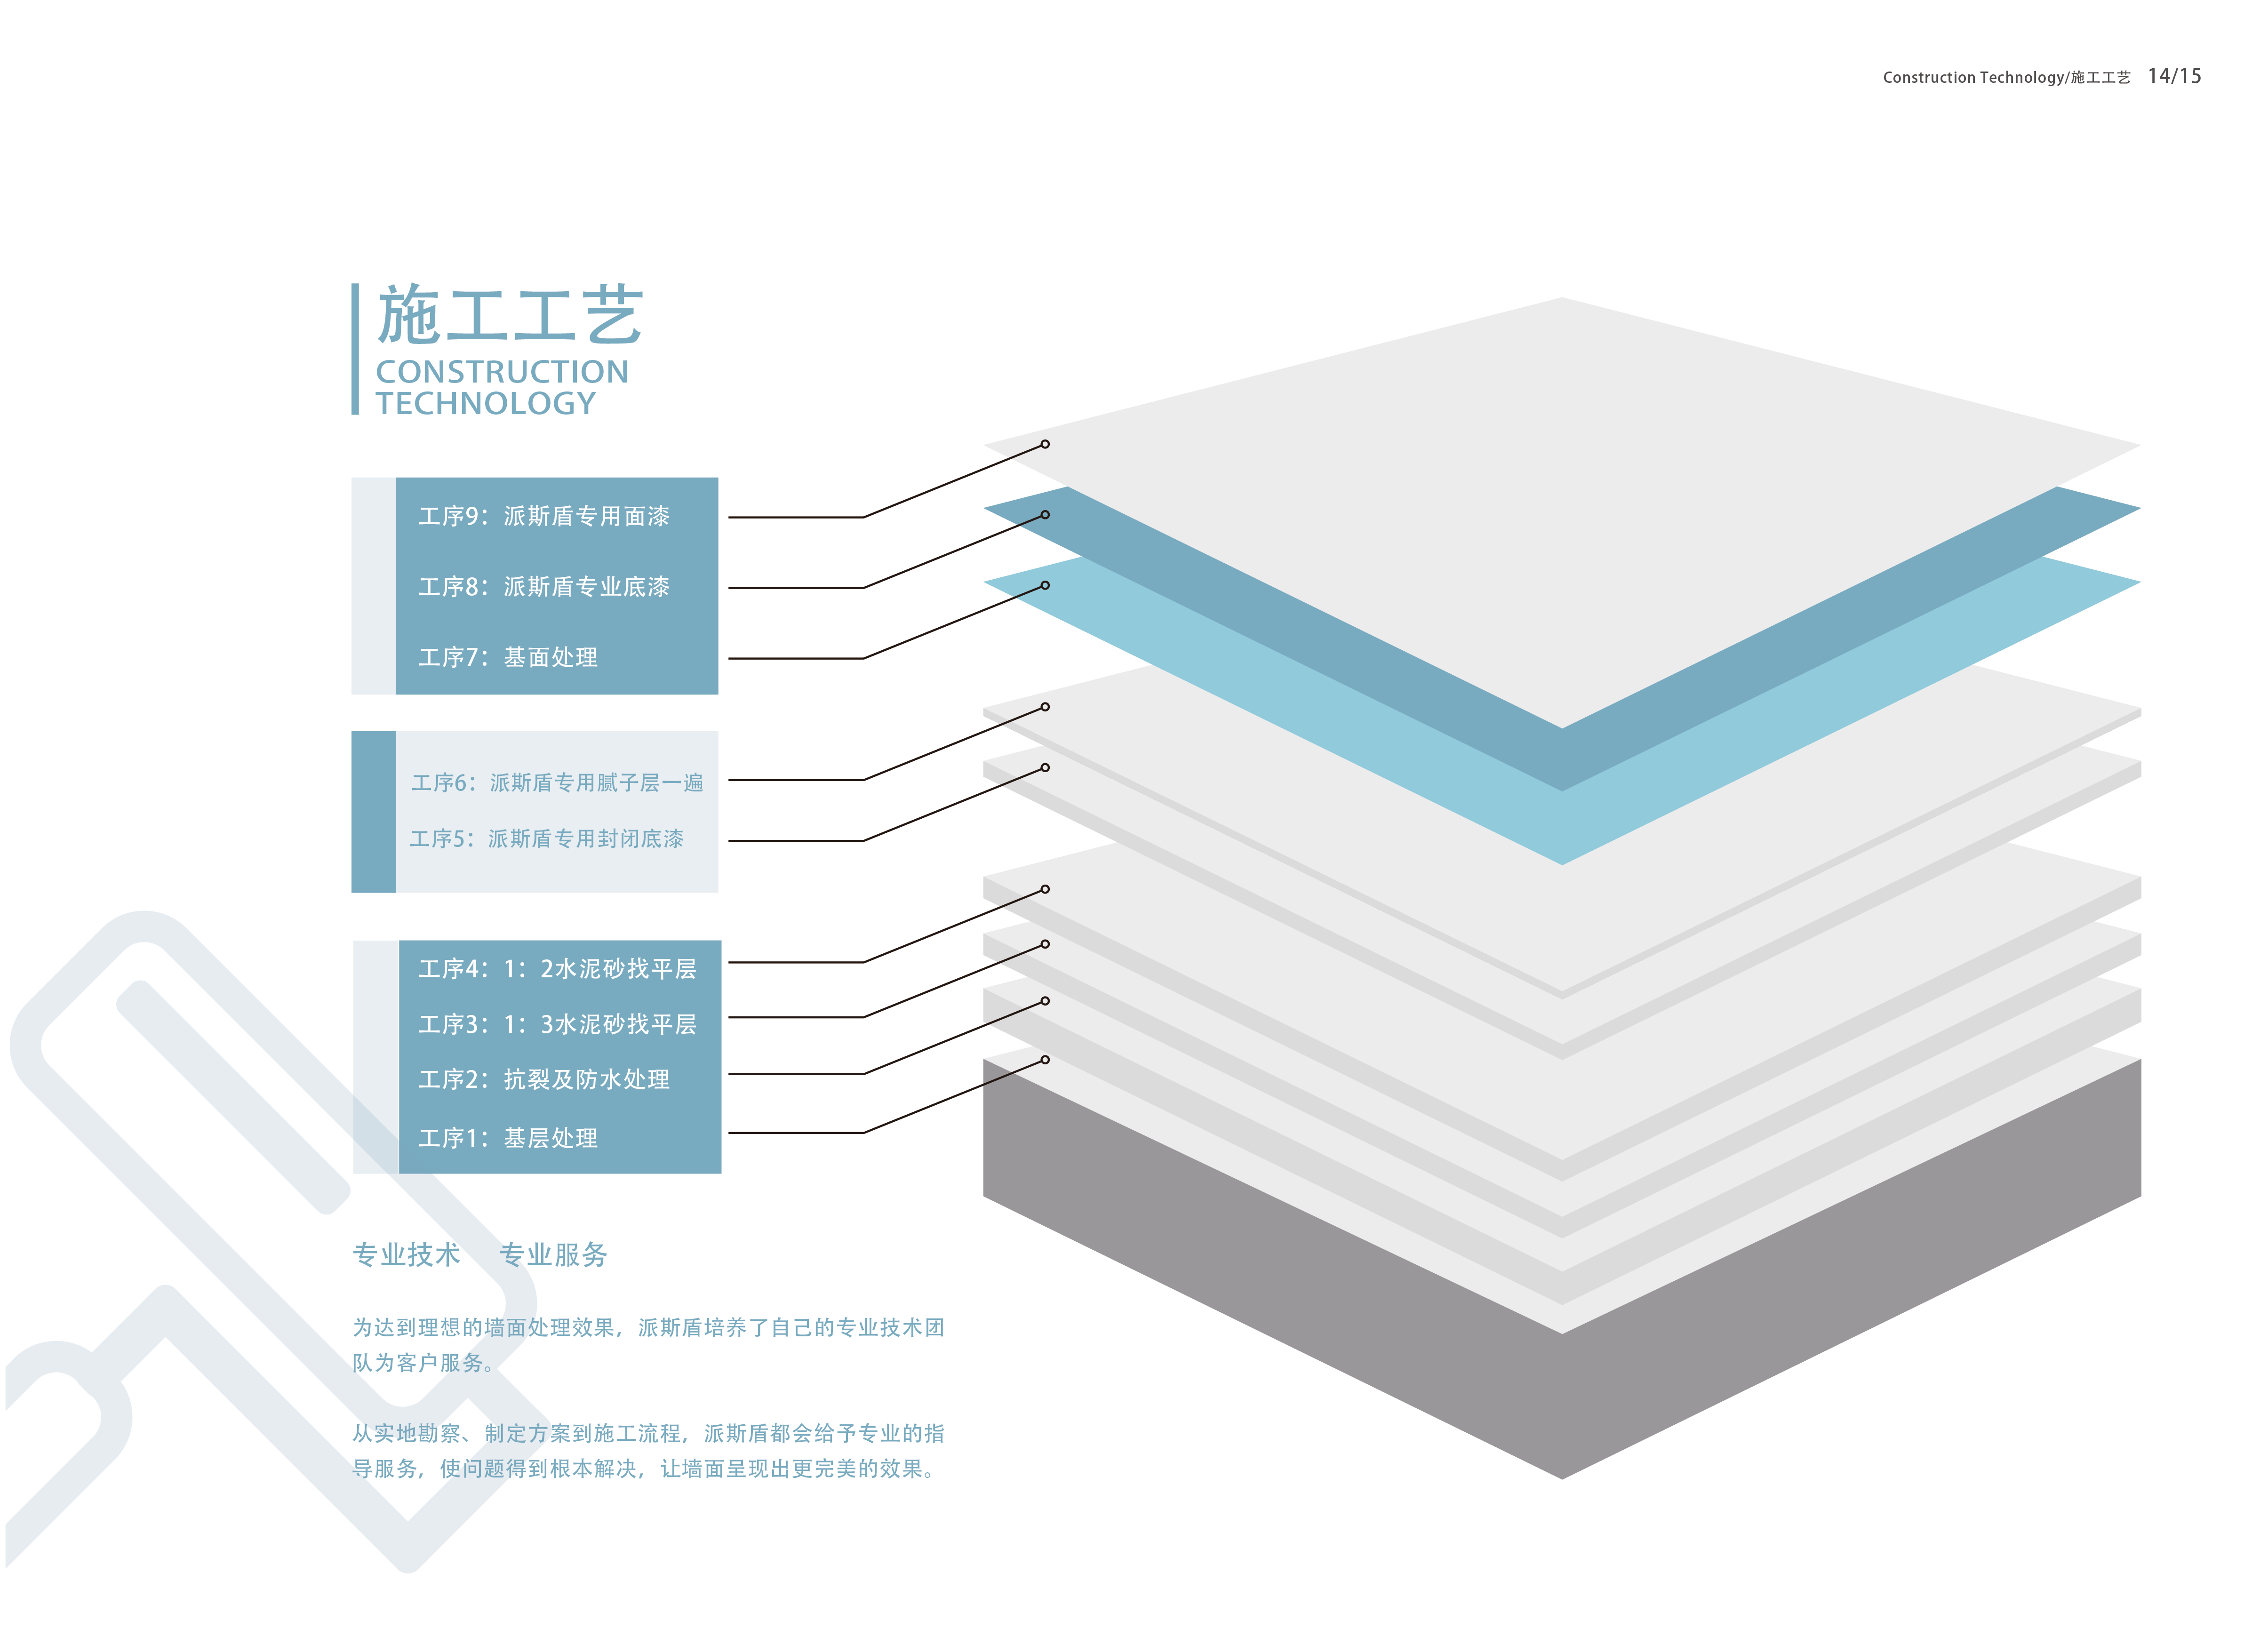 Construction Technology/施工工艺 14/15
施工工艺
CONSTRUCTION
TECHNOLOGY
工序9：派斯盾专用面漆
工序8：派斯盾专业底漆
工序7：基面处理
工序6：派斯盾专用腻子层一遍
工序5：派斯盾专用封闭底漆
工序4：1：2水泥砂找平层
工序3：1：3水泥砂找平层
工序2：抗裂及防水处理
工序1：基层处理
专业技术 专业服务
为达到理想的墙面处理效果，派斯盾培养了自己的专业技术团
队为客户服务。
从实地勘察、制定方案到施工流程，派斯盾都会给予专业的指
导服务，使问题得到根本解决，让墙面呈现出更完美的效果。